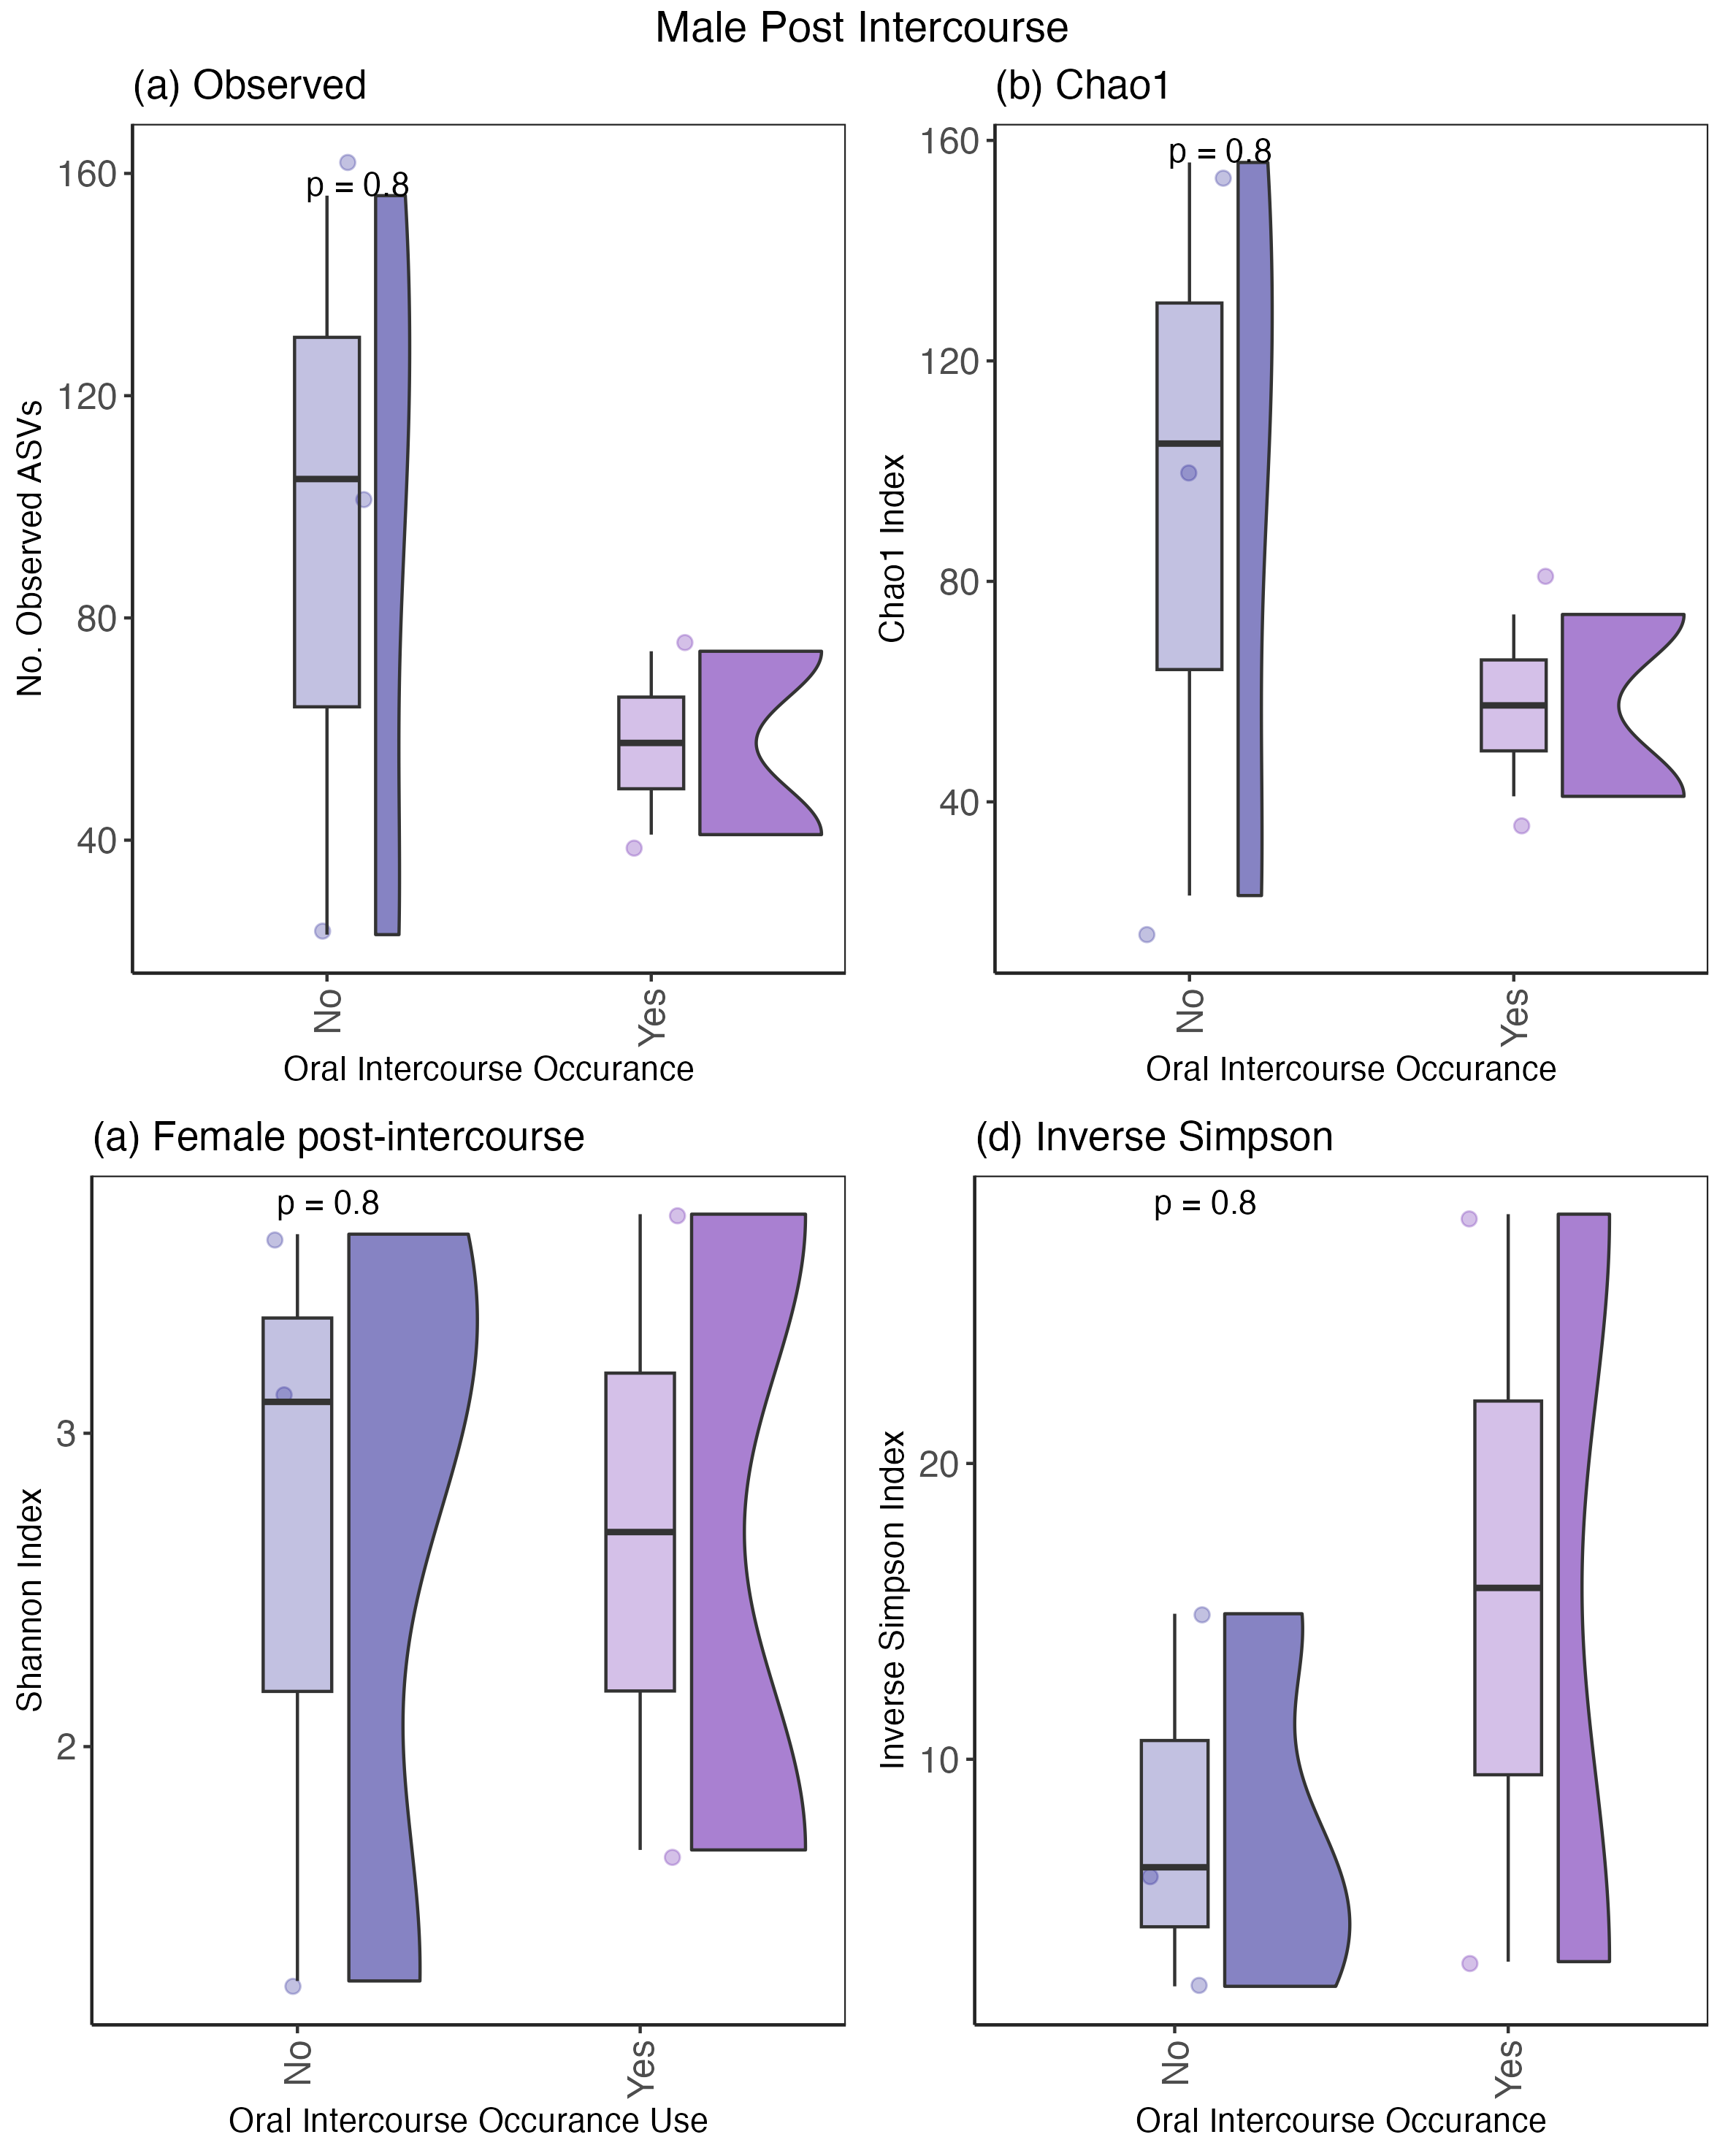 Male Post Intercourse
(a) Observed
p = 0.8
160
120
80
40
No. Observed ASVs
No
Yes
Oral Intercourse Occurance
(b) Chao1
p = 0.8
160
120
80
40
Chao1 Index
No
Yes
Oral Intercourse Occurance
(a) Female post-intercourse
p = 0.8
3
2
Shannon Index
No
Yes
Oral Intercourse Occurance Use
(d) Inverse Simpson
p = 0.8
20
10
Inverse Simpson Index
No
Yes
Oral Intercourse Occurance